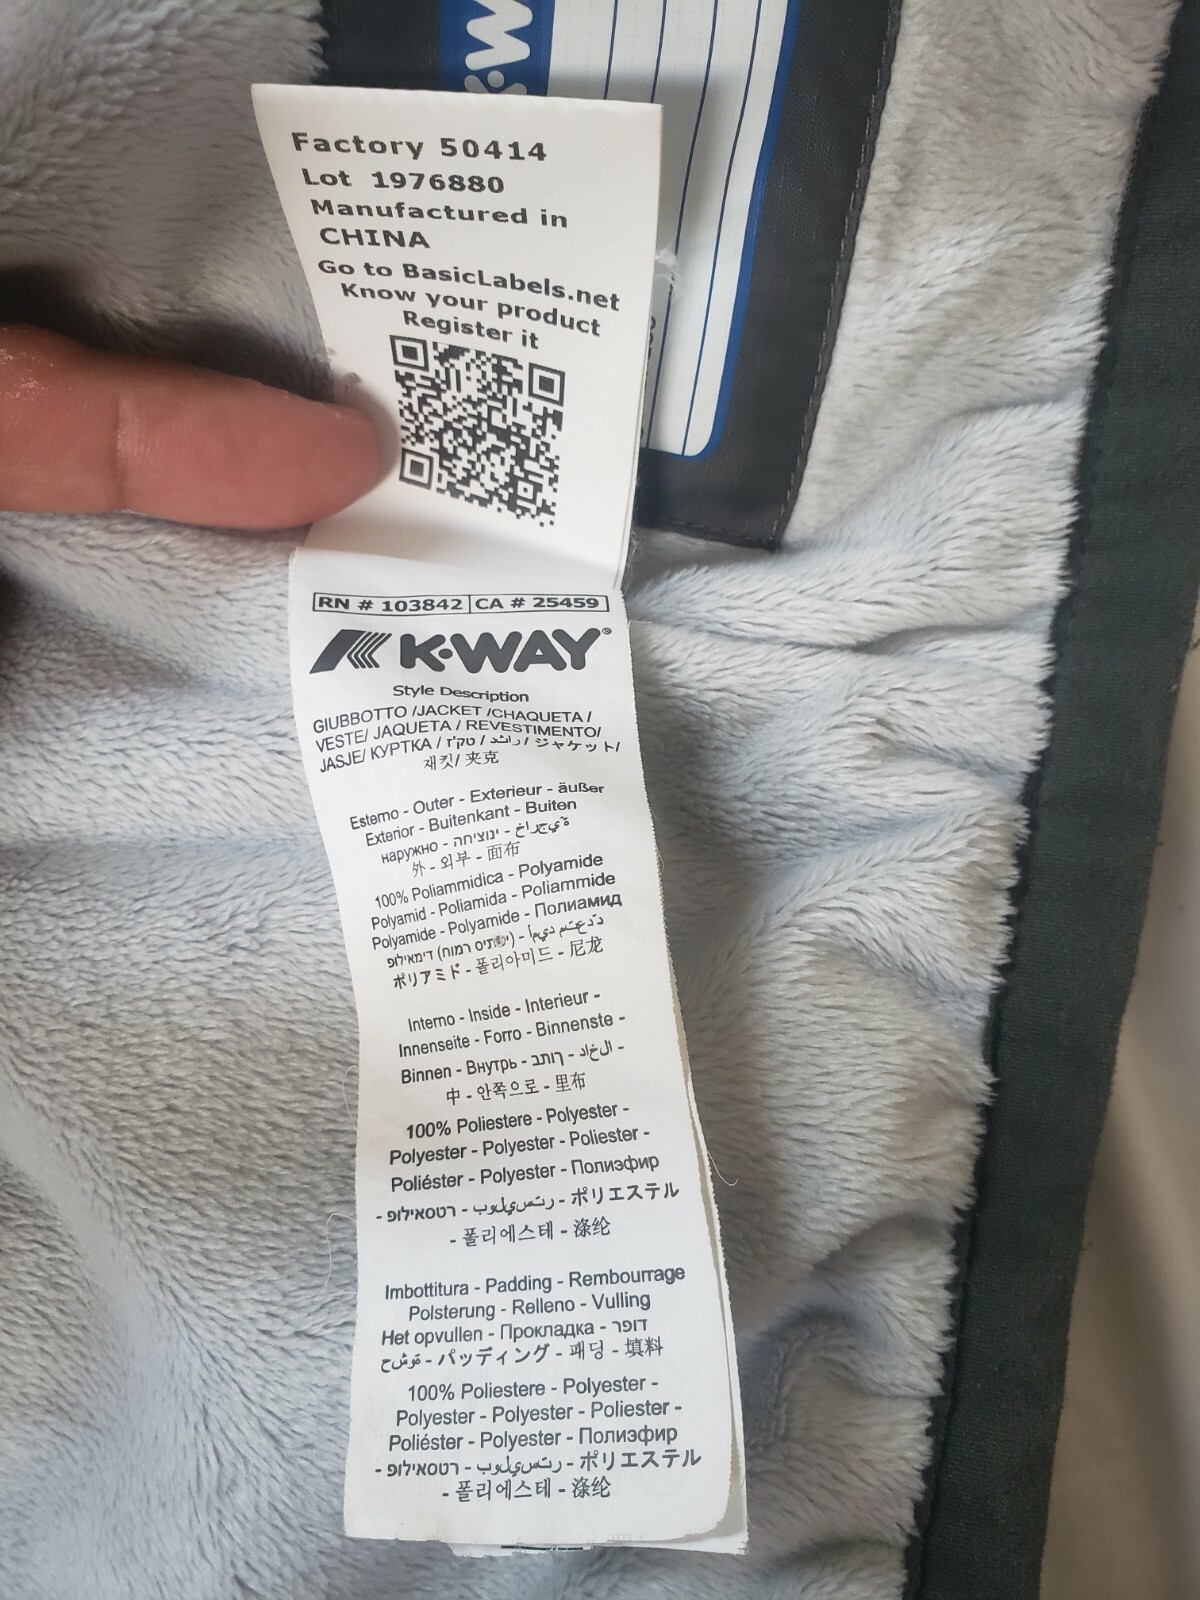 K·W
Factory 50414
Lot 1976880
Manufactured in
CHINA
Go to BasicLabels.net
Know your product
Register it
RN # 103842 CA # 25459
K·WAY®
Style Description
GIUBBOTTO /JACKET /CHAQUETA /
VESTE/ JAQUETA / REVESTIMENTO/
JASJE/ КУРТКА / ז'קט / ジャケット/
재킷/ 夹克
Esterno - Outer - Exterieur - äußer
Exterior - Buitenkant - Buiten
наружно -
外 - 외부 - 面布
100% Poliammidica - Polyamide
Polyamid - Poliamida - Poliammide
Polyamide - Polyamide - Полиамид
ポリアミド - 폴리아미드 - 尼龙
Interno - Inside - Interieur -
Innenseite - Forro - Binnenste -
Binnen - Внутрь - בתוך -
中 - 안쪽으로 - 里布
100% Poliestere - Polyester -
Polyester - Polyester - Poliester -
Poliéster - Polyester - Полиэфир
- ポリエステル
- 폴리에스테 - 涤纶
Imbottitura - Padding - Rembourrage
Polsterung - Relleno - Vulling
Het opvullen - Прокладка - ריפוד
- パッディング - 패딩 - 填料
100% Poliestere - Polyester -
Polyester - Polyester - Poliester -
Poliéster - Polyester - Полиэфир
- ポリエステル
- 폴리에스테 - 涤纶